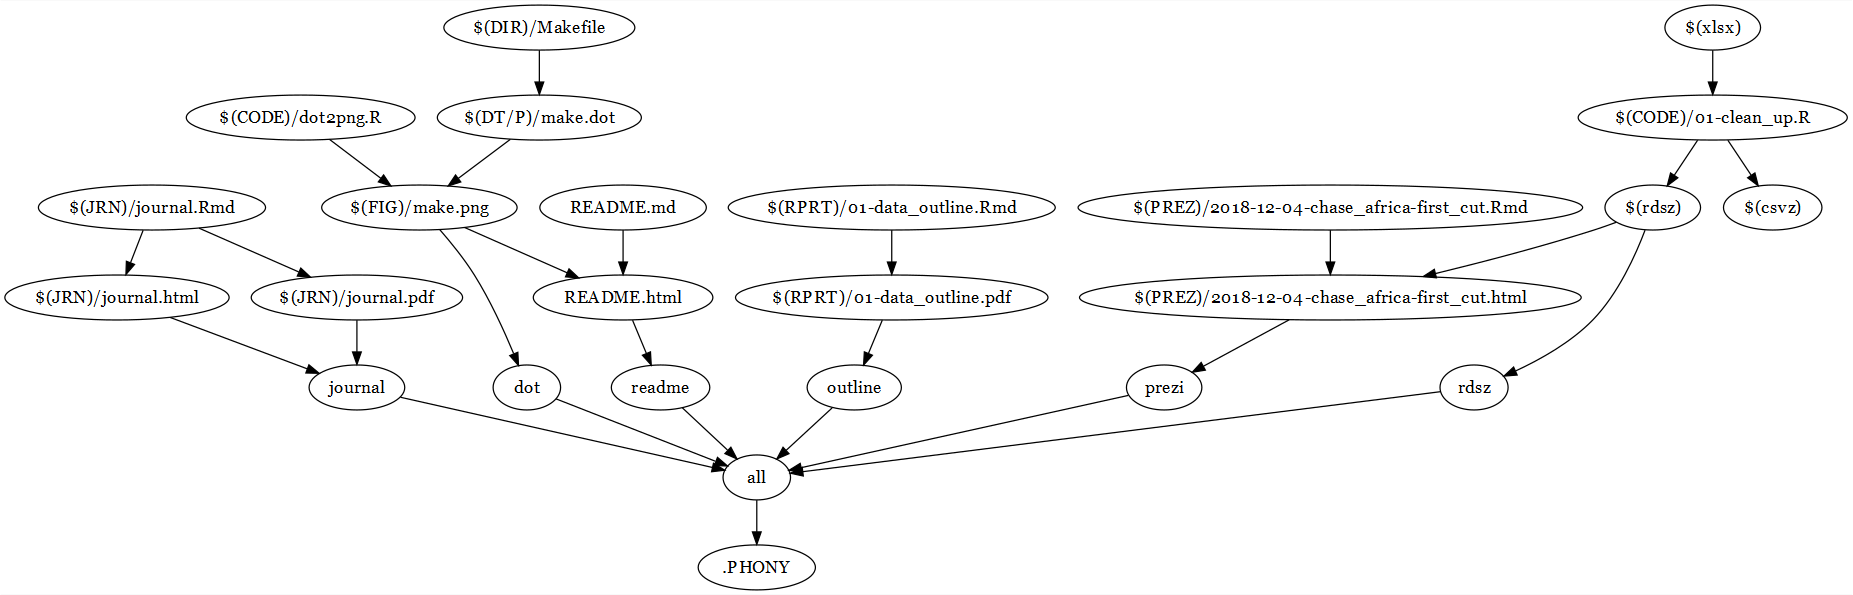 $(DIR)/Makefile
$(xlsx)
$(CODE)/dot2png.R
$(DT/P)/make.dot
$(CODE)/01-clean_up.R
$(JRN)/journal.Rmd
$(FIG)/make.png
README.md
$(RPRT)/01-data_outline.Rmd
$(PREZ)/2018-12-04-chase_africa-first_cut.Rmd
$(rdsz)
$(csvz)
$(JRN)/journal.html
$(JRN)/journal.pdf
README.html
$(RPRT)/01-data_outline.pdf
$(PREZ)/2018-12-04-chase_africa-first_cut.html
journal
dot
readme
outline
prezi
rdsz
all
.PHONY